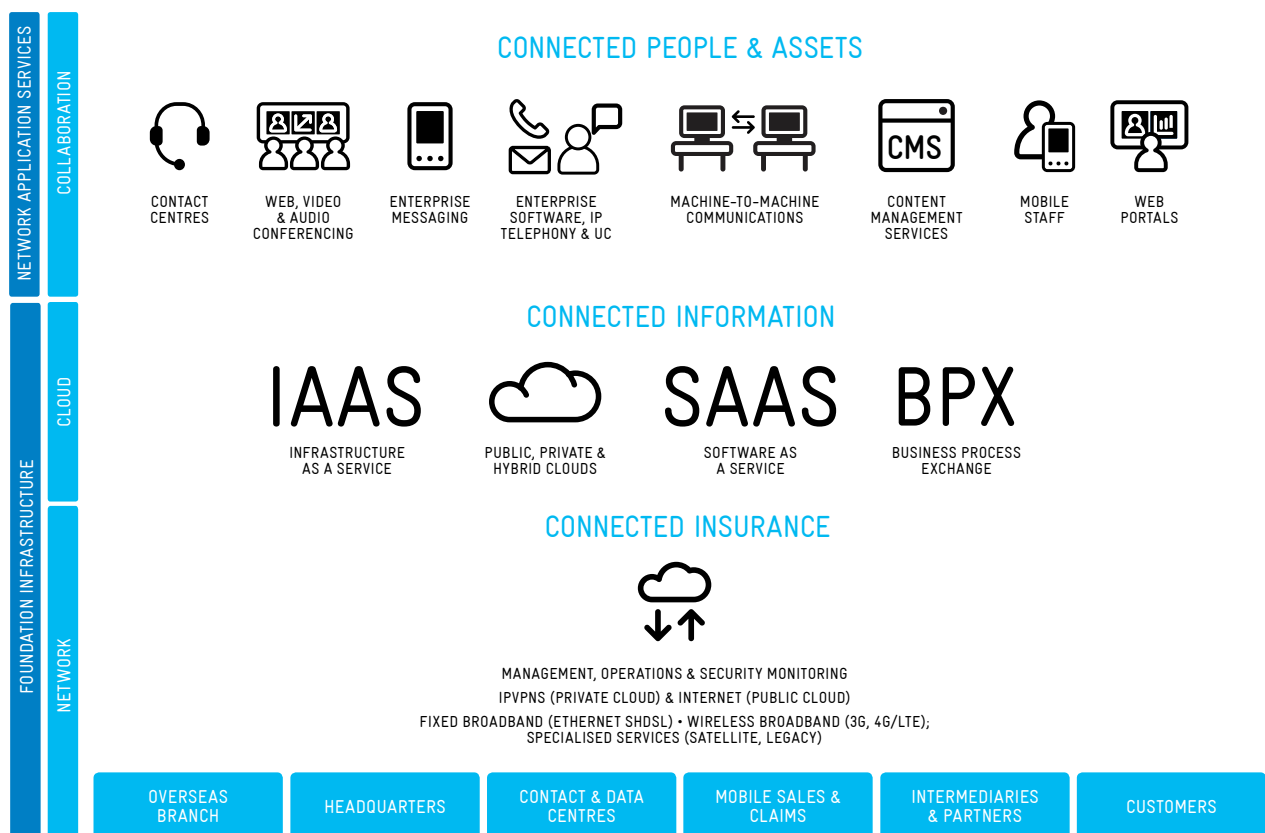 NETWORK APPLICATION SERVICES
COLLABORATION
CONNECTED PEOPLE & ASSETS
CMS
CONTACT
CENTRES
WEB, VIDEO
& AUDIO
CONFERENCING
ENTERPRISE
MESSAGING
ENTERPRISE
SOFTWARE, IP
TELEPHONY & UC
MACHINE-TO-MACHINE
COMMUNICATIONS
CONTENT
MANAGEMENT
SERVICES
MOBILE
STAFF
WEB
PORTALS
FOUNDATION INFRASTRUCTURE
CLOUD
CONNECTED INFORMATION
IAAS
INFRASTRUCTURE
AS A SERVICE
PUBLIC, PRIVATE &
HYBRID CLOUDS
SAAS
SOFTWARE AS
A SERVICE
BPX
BUSINESS PROCESS
EXCHANGE
NETWORK
CONNECTED INSURANCE
MANAGEMENT, OPERATIONS & SECURITY MONITORING
IPVPNS (PRIVATE CLOUD) & INTERNET (PUBLIC CLOUD)
FIXED BROADBAND (ETHERNET SHDSL) • WIRELESS BROADBAND (3G, 4G/LTE);
SPECIALISED SERVICES (SATELLITE, LEGACY)
OVERSEAS
BRANCH
HEADQUARTERS
CONTACT & DATA
CENTRES
MOBILE SALES &
CLAIMS
INTERMEDIARIES
& PARTNERS
CUSTOMERS